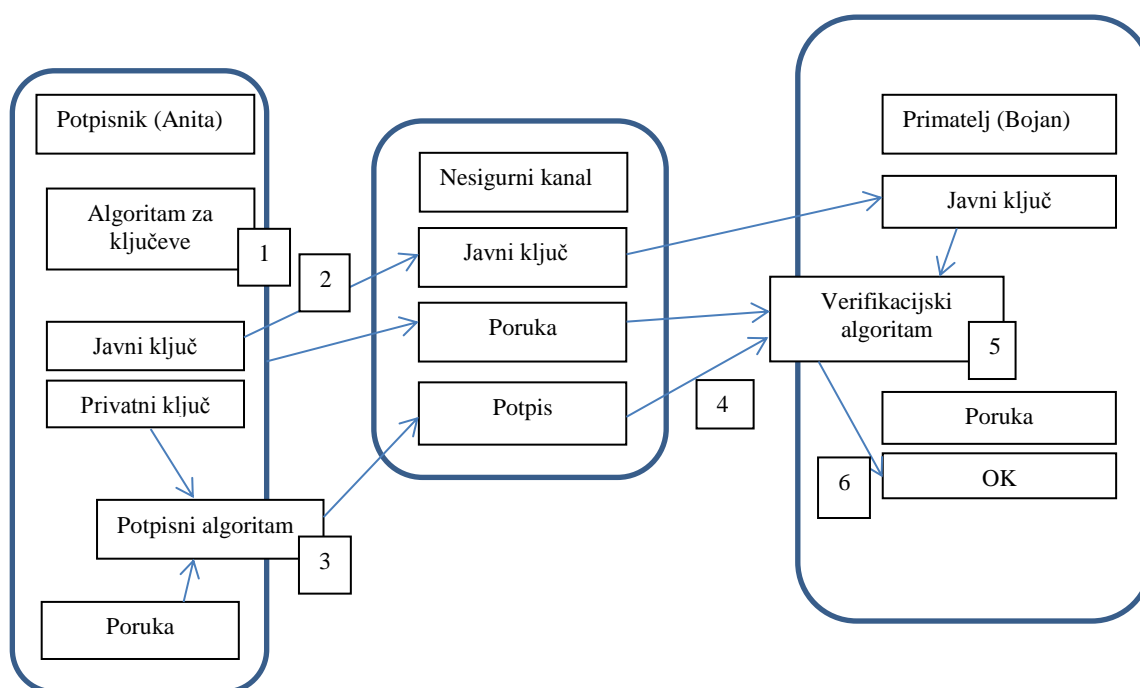 Potpisnik (Anita)
Algoritam za
ključeve
1
2
Javni ključ
Privatni ključ
Potpisni algoritam
3
Poruka
Nesigurni kanal
Javni ključ
Poruka
Potpis
4
Primatelj (Bojan)
Javni ključ
Verifikacijski
algoritam
5
Poruka
6
OK